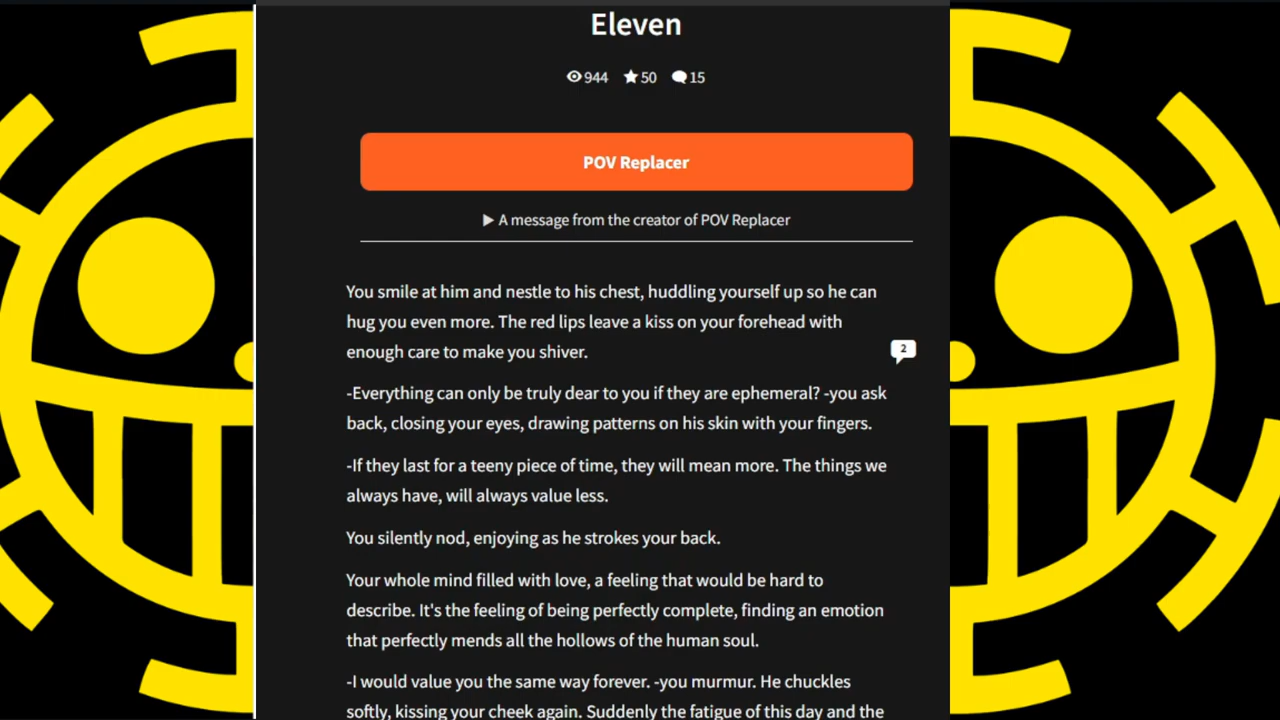 Eleven
944 50 15
POV Replacer
▶ A message from the creator of POV Replacer
You smile at him and nestle to his chest, huddling yourself up so he can
hug you even more. The red lips leave a kiss on your forehead with
enough care to make you shiver.
2
-Everything can only be truly dear to you if they are ephemeral? -you ask
back, closing your eyes, drawing patterns on his skin with your fingers.
-If they last for a teeny piece of time, they will mean more. The things we
always have, will always value less.
You silently nod, enjoying as he strokes your back.
Your whole mind filled with love, a feeling that would be hard to
describe. It's the feeling of being perfectly complete, finding an emotion
that perfectly mends all the hollows of the human soul.
-I would value you the same way forever. -you murmur. He chuckles
softly, kissing your cheek again. Suddenly the fatigue of this day and the